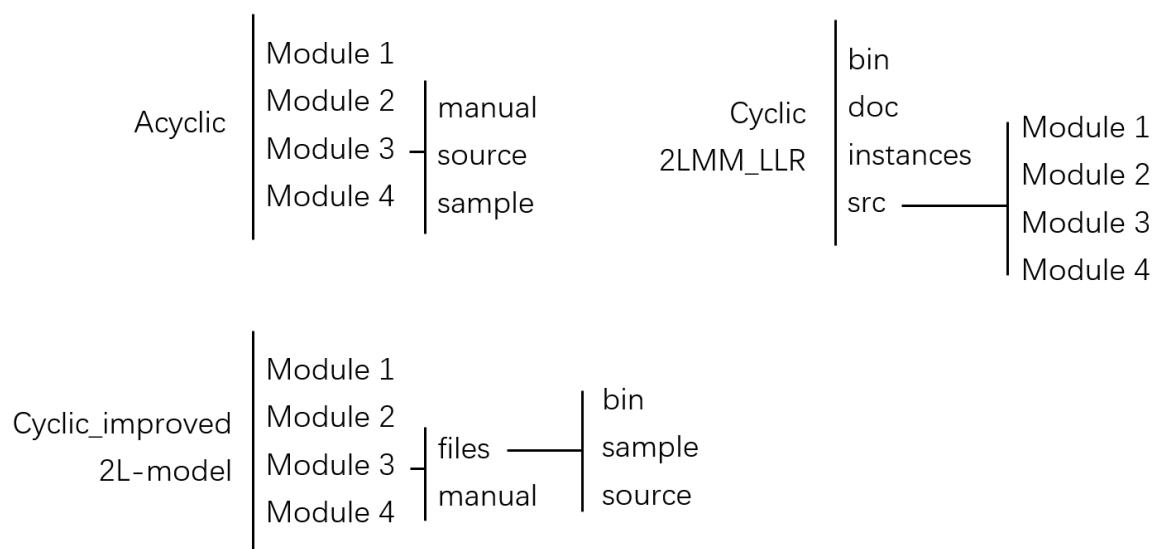 Acyclic
Module 1
Module 2
Module 3
Module 4
manual
source
sample
Cyclic
2LMM_LLR
bin
doc
instances
src
Module 1
Module 2
Module 3
Module 4
Cyclic_improved
2L-model
Module 1
Module 2
Module 3
Module 4
files
manual
bin
sample
source